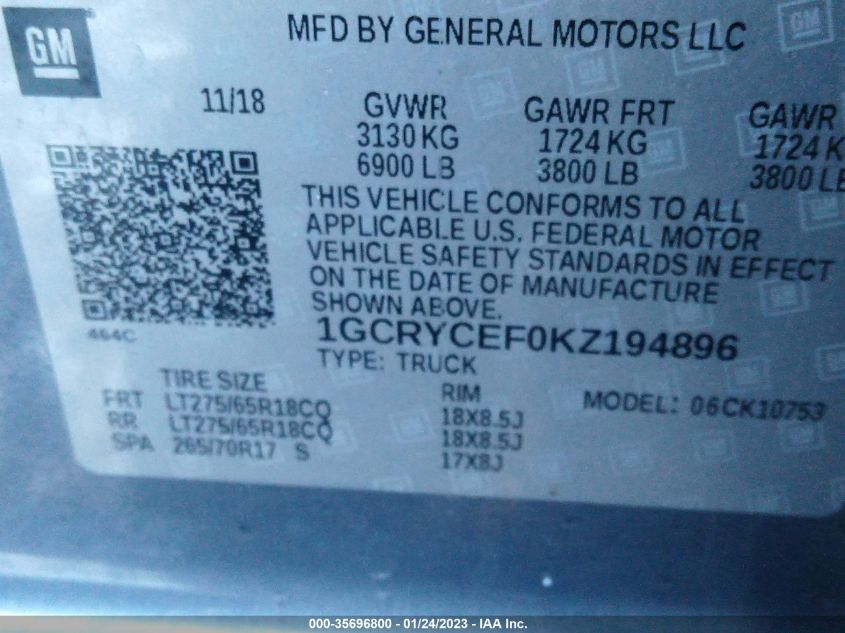 GM
MFD BY GENERAL MOTORS LLC
11/18 GVWR GAWR FRT GAWR
3130 KG 1724 KG 1724 K
6900 LB 3800 LB 3800 LB
THIS VEHICLE CONFORMS TO ALL
APPLICABLE U.S. FEDERAL MOTOR
VEHICLE SAFETY STANDARDS IN EFFECT
ON THE DATE OF MANUFACTURE
SHOWN ABOVE.
464C
1GCRYCEF0KZ194896
TYPE: TRUCK
TIRE SIZE RIM MODEL: 06CK10753
FRT LT275/65R18CQ 18X8.5J
RR LT275/65R18CQ 18X8.5J
SPA 265/70R17 S 17X8J
000-35696800 - 01/24/2023 - IAA Inc.